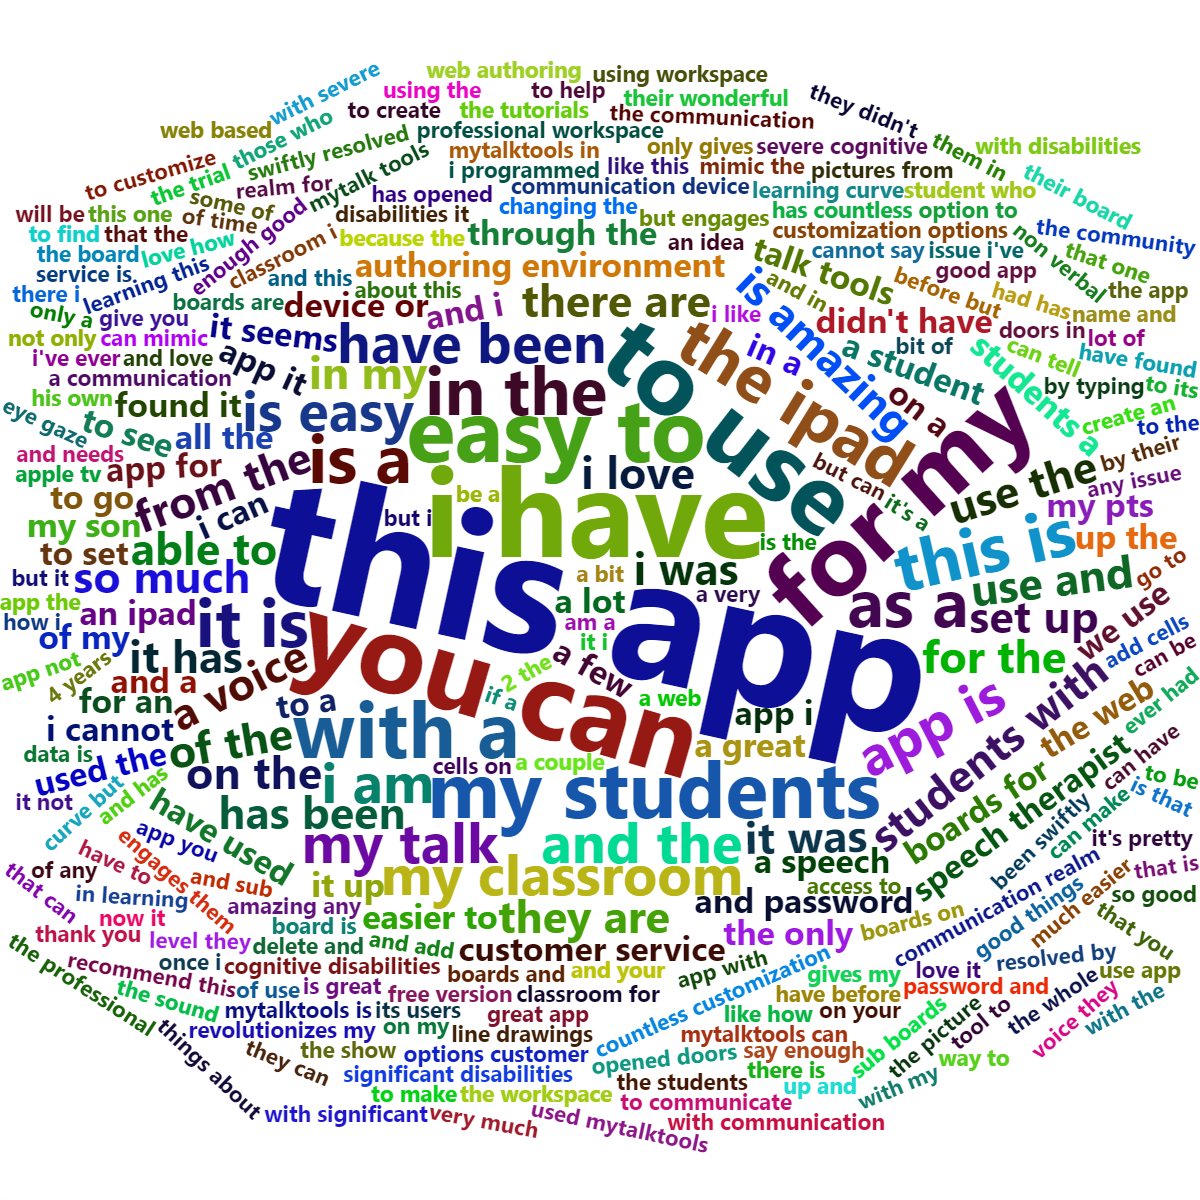 web authoring
using workspace
with severe
using the
to help
their wonderful
they didn't
to create
the tutorials
the communication
web based
those who
swiftly resolved
professional workspace
them in
with disabilities
to customize
the trial
realm for
mytalk tools
mytalktools in
only gives
severe cognitive
i programmed
like this
mimic the
pictures from
their board
some of
has opened
communication device
learning curve
student who
will be
this one
of time
enough good
disabilities it
changing the
but engages
has countless option to
non verbal
the community
to find
that the
love how
classroom i
because the
through the
an idea
customization options
the board
learning this
authoring environment
talk tools
cannot say
issue i've
that one
service is.
and this
about this
is amazing
and in
before but
good app
had has
the app
there i
boards are
device or
and i
there are
i like
didn't have
doors in
name and
only a
give you
it seems
have been
to use
the ipad
in a
a student
bit of
students a
can tell
lot of
not only
can mimic
app it
in my
in the
on a
have found
i've ever
and love
a communication
is easy
easy to
for my
by typing
to its
his own
found it
create an
eye gaze
to see
all the
is a
i love
but can
use the
by their
to the
and needs
apple tv
app for
from the
i have
be a
it's a
my pts
any issue
to go
i can
this app
but i
is the
this is
up the
my son
to set
able to
i was
use and
go to
but it
so much
a bit
a very
as a
set up
we use
app the
an ipad
it is
you can
a lot
am a
for the
add cells
how i
of my
it has
a voice
it i
a few
2 the
students with
can be
app not
4 years
and a
for an
to a
with a
if a
a web
app i
app is
the web
ever had
i cannot
of the
a great
boards for
speech therapist
can have
data is
used the
on the
i am
cells on
a couple
my students
to be
it not
curve but
and has
have used
has been
my talk
and the
it was
been swiftly
can make
is that
app you
engages them
have to
it up
my classroom
a speech
it's pretty
of any
and sub
access to
communication realm
much easier
that is
that can
in learning
amazing any
easier to
they are
and password
boards on
good things
so good
now it
board is
the only
that you
thank you
level they
delete and
and add
customer service
resolved by
the professional
once i
cognitive disabilities
boards and
and your
app with
countless customization
gives my
love it
the whole
use app
recommend this
of use
is great
free version
classroom for
have before
password and
the sound
mytalktools is
its users
great app
like how
on your
sub boards
the picture
tool to
voice they
with the
things about
revolutionizes my
on my
line drawings
mytalktools can
they can
the show
options customer
opened doors
say enough
way to
significant disabilities
the students
there is
up and
with my
to make
the workspace
to communicate
with significant
very much
used mytalktools
with communication